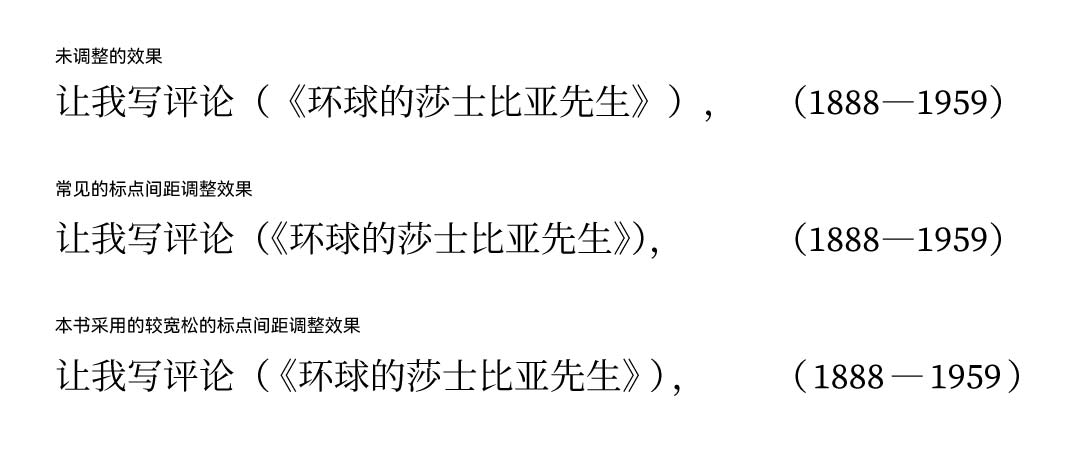 未调整的效果
让我写评论（《环球的莎士比亚先生》）， （1888—1959）
常见的标点间距调整效果
让我写评论（《环球的莎士比亚先生》）， （1888—1959）
本书采用的较宽松的标点间距调整效果
让我写评论（《环球的莎士比亚先生》）， （1888 — 1959）